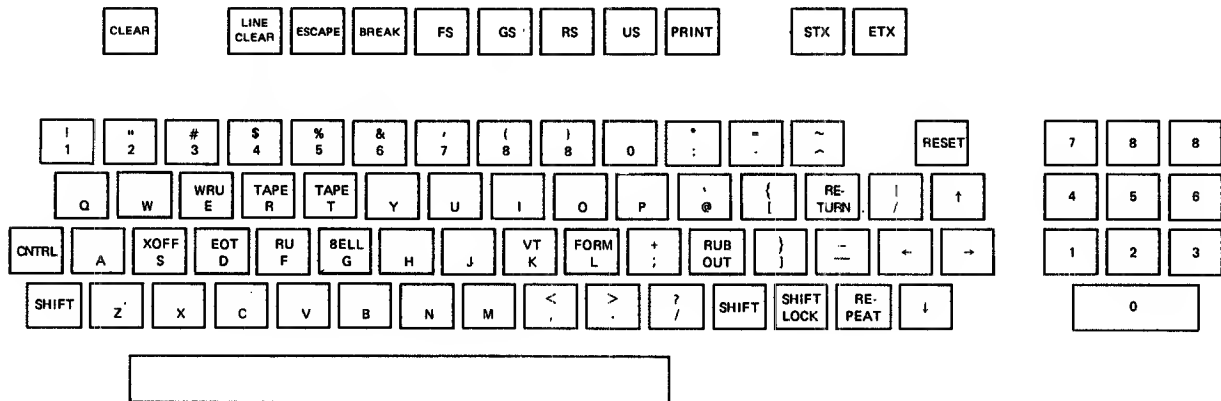 CLEAR LINE CLEAR ESCAPE BREAK FS GS RS US PRINT STX ETX
! 1 " 2 # 3 $ 4 % 5 & 6 ' 7 ( 8 ) 8 0 * : = - ~ ^ RESET 7 8 8
Q W WRU E TAPE R TAPE T Y U I O P ` @ { [ RE- TURN | / ↑ 4 5 6
CNTRL A XOFF S EOT D RU F BELL G H J VT K FORM L + ; RUB OUT } ] — ← → 1 2 3
SHIFT Z X C V B N M < , > . ? / SHIFT SHIFT LOCK RE- PEAT ↓ 0